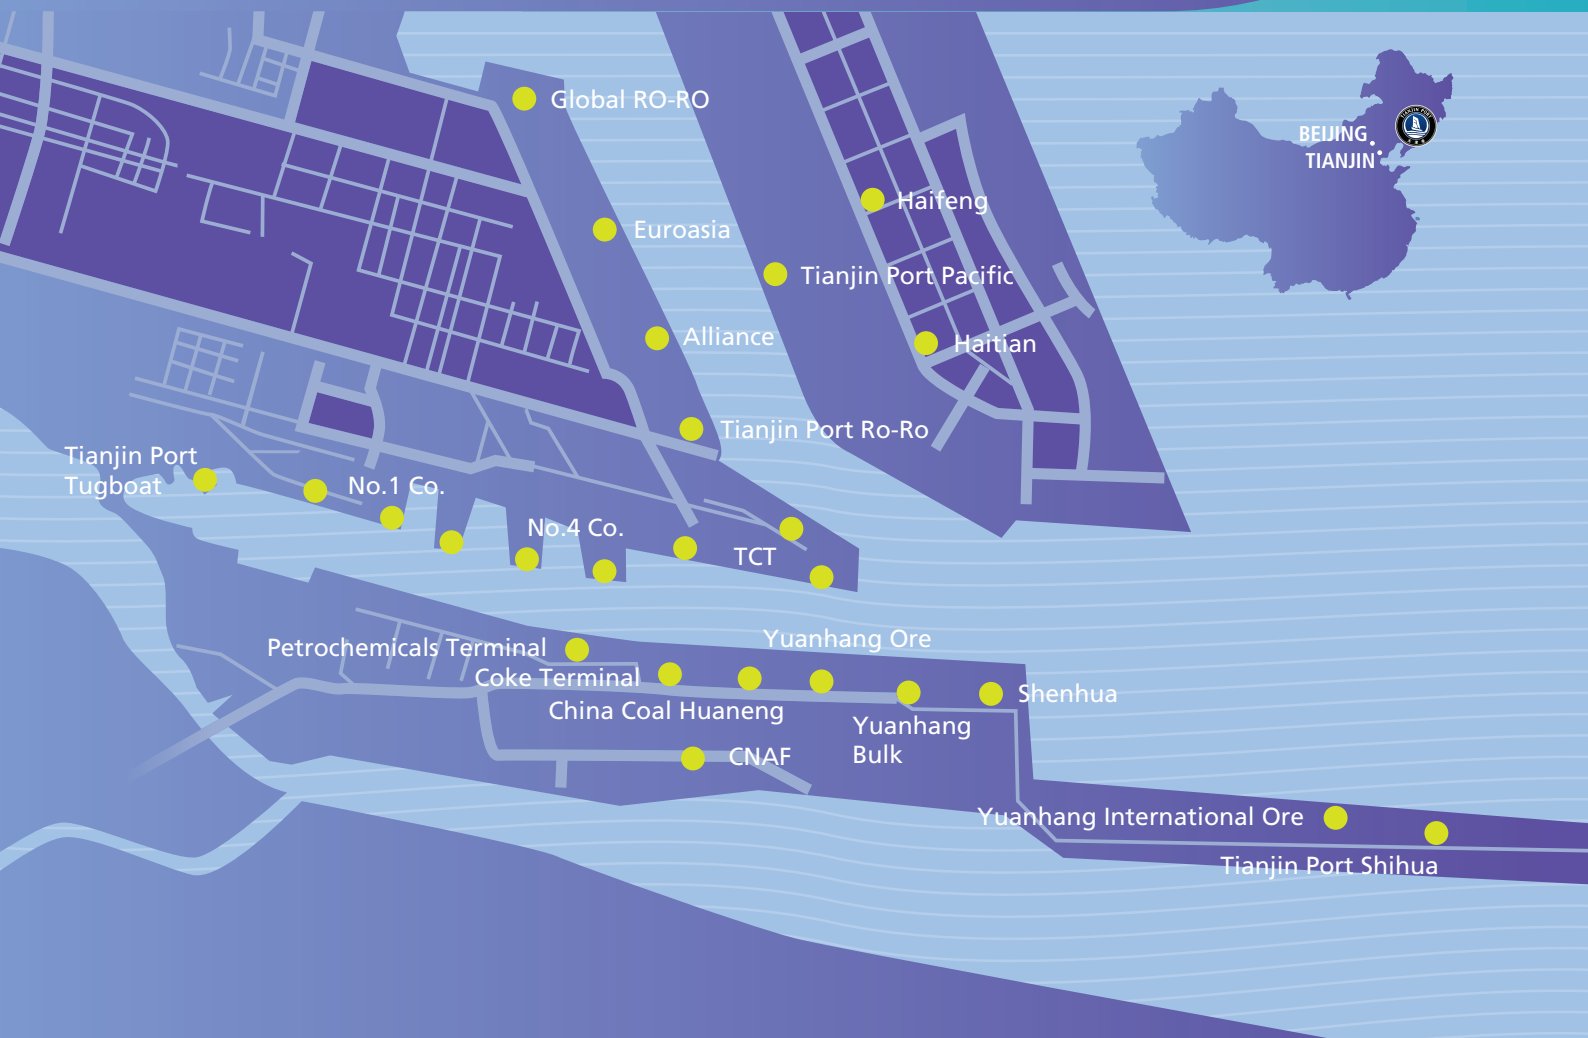 Global RO-RO
BEIJING
TIANJIN
Haifeng
Euroasia
Tianjin Port Pacific
Alliance
Haitian
Tianjin Port Ro-Ro
Tianjin Port
Tugboat
No.1 Co.
No.4 Co.
TCT
Yuanhang Ore
Petrochemicals Terminal
Coke Terminal
Shenhua
China Coal Huaneng
Yuanhang
Bulk
CNAF
Yuanhang International Ore
Tianjin Port Shihua
TIANJIN PORT